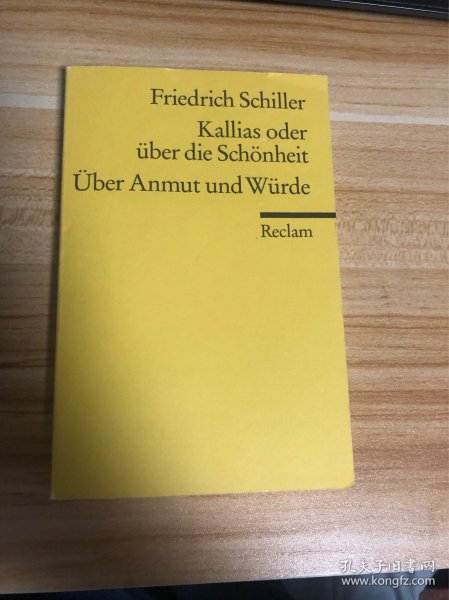 Friedrich Schiller
Kallias oder
über die Schönheit
Über Anmut und Würde
Reclam
孔夫子旧书网
www.kongfz.com